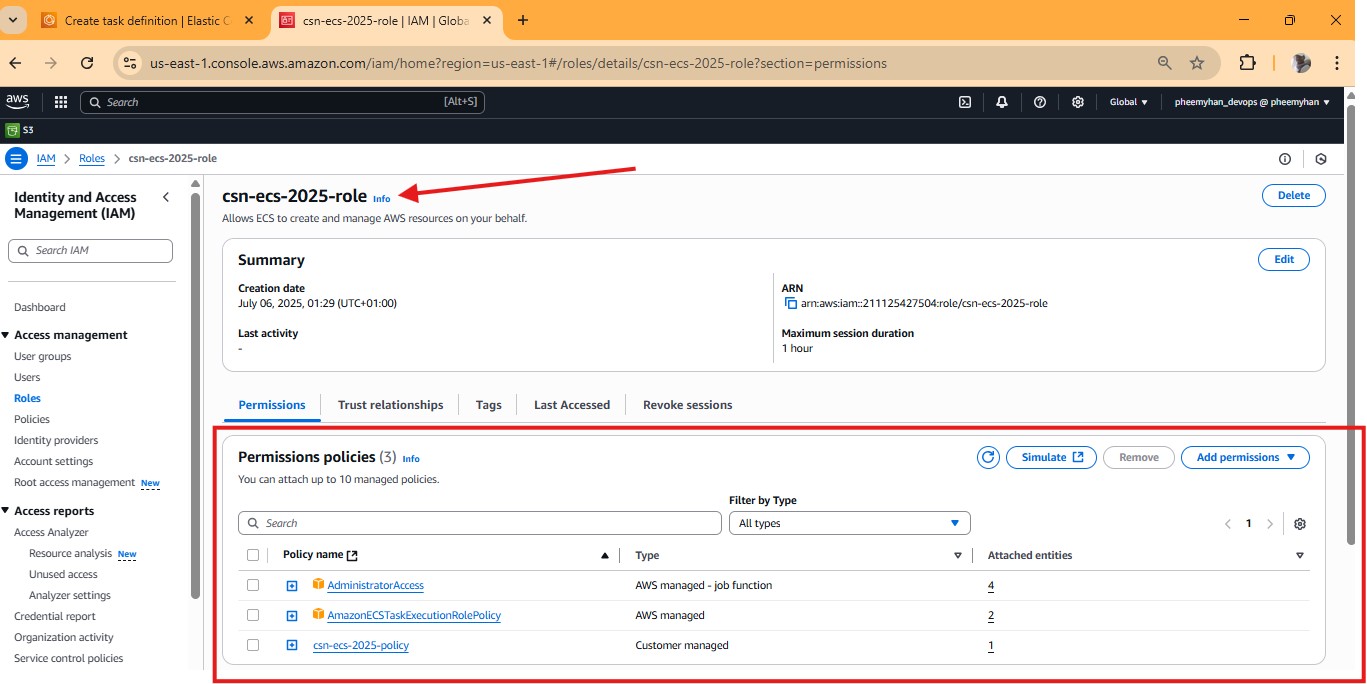 Create task definition | Elastic C
csn-ecs-2025-role | IAM | Globa
us-east-1.console.aws.amazon.com/iam/home?region=us-east-1#/roles/details/csn-ecs-2025-role?section=permissions
aws
Search
[Alt+S]
Global
pheemyhan_devops @ pheemyhan
S3
IAM
Roles
csn-ecs-2025-role
Identity and Access
Management (IAM)
Search IAM
Dashboard
Access management
User groups
Users
Roles
Policies
Identity providers
Account settings
Root access management New
Access reports
Access Analyzer
Resource analysis New
Unused access
Analyzer settings
Credential report
Organization activity
Service control policies
csn-ecs-2025-role Info
Delete
Allows ECS to create and manage AWS resources on your behalf.
Summary
Edit
Creation date
July 06, 2025, 01:29 (UTC+01:00)
Last activity
-
ARN
arn:aws:iam::211125427504:role/csn-ecs-2025-role
Maximum session duration
1 hour
Permissions
Trust relationships
Tags
Last Accessed
Revoke sessions
Permissions policies (3) Info
Simulate
Remove
Add permissions
You can attach up to 10 managed policies.
Filter by Type
Search
All types
1
Policy name
Type
Attached entities
AdministratorAccess
AWS managed - job function
4
AmazonECSTaskExecutionRolePolicy
AWS managed
2
csn-ecs-2025-policy
Customer managed
1